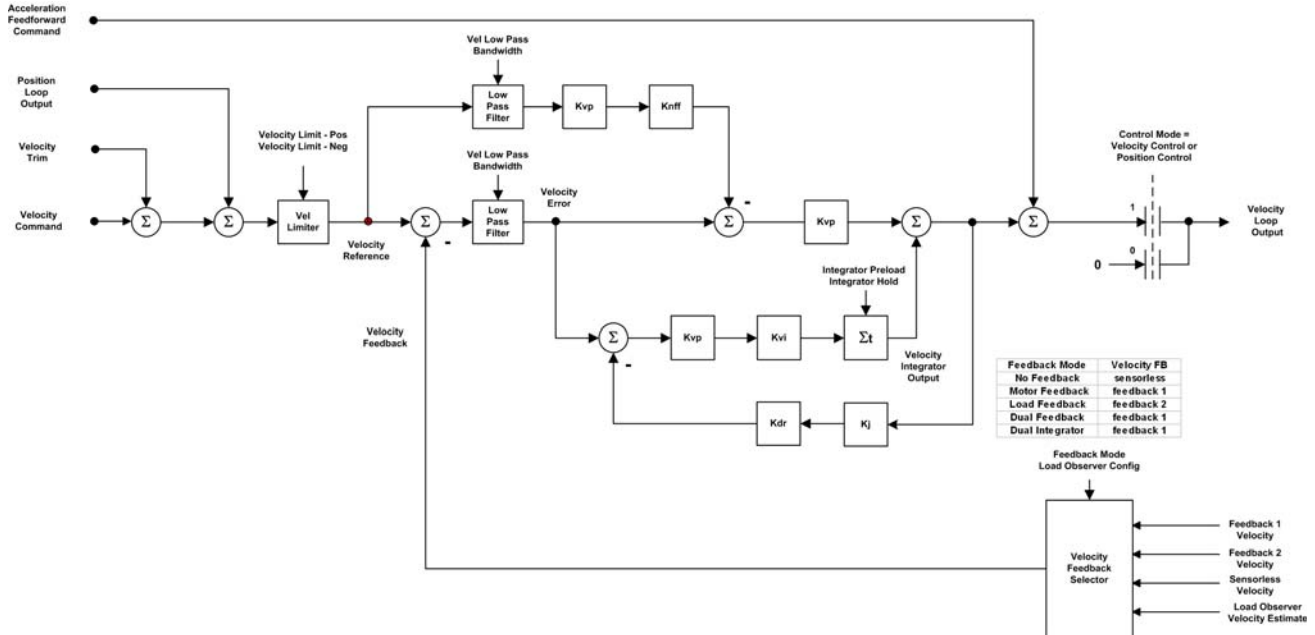 Acceleration
Feedforward
Command
Vel Low Pass
Bandwidth
Position
Loop
Output
Low
Pass
Filter
Kvp
Knff
Velocity Limit - Pos
Velocity Limit - Neg
Control Mode =
Velocity Control or
Position Control
Velocity
Trim
Vel Low Pass
Bandwidth
Velocity
Error
Velocity
Command
Σ
Σ
Vel
Limiter
Σ
-
Low
Pass
Filter
Σ
-
Kvp
Σ
Σ
1
0
0
Velocity
Loop
Output
Velocity
Reference
Integrator Preload
Integrator Hold
Velocity
Feedback
Σ
-
Kvp
Kvi
Σt
Velocity
Integrator
Output
Kdr
Kj
Feedback Mode Velocity FB
No Feedback sensorless
Motor Feedback feedback 1
Load Feedback feedback 2
Dual Feedback feedback 1
Dual Integrator feedback 1
Feedback Mode
Load Observer Config
Velocity
Feedback
Selector
Feedback 1
Velocity
Feedback 2
Velocity
Sensorless
Velocity
Load Observer
Velocity Estimate